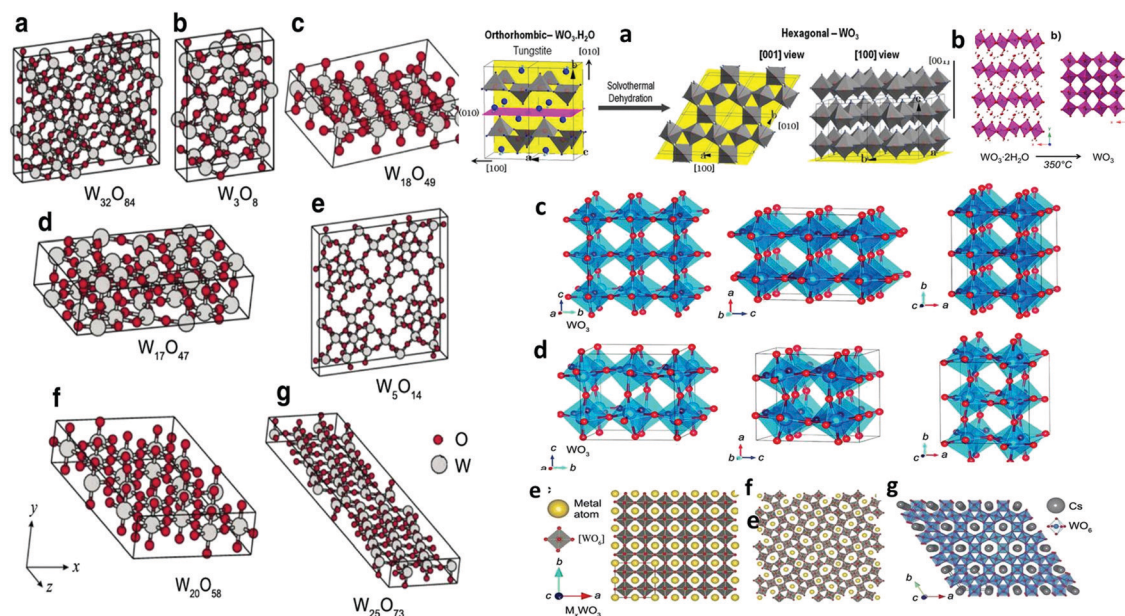 a
b
c
W32O84
W3O8
W18O49
d
e
W17O47
W5O14
f
g
O
W
y
x
z
W20O58
W25O73
Orthorhombic– WO3.H2O
Tungstite
[010]
b
(010)
a
c
[100]
Solvothermal
Dehydration
a
Hexagonal – WO3
[001] view
[100] view
b
[010]
a
[100]
c
b
b
b)
WO3·2H2O
350°C
WO3
c
c
a
b
WO3
a
b
c
b
c
a
d
c
a
b
WO3
a
b
c
b
c
a
e
Metal
atom
[WO6]
b
c
a
MxWO3
f
e
g
Cs
WO6
b
c
a